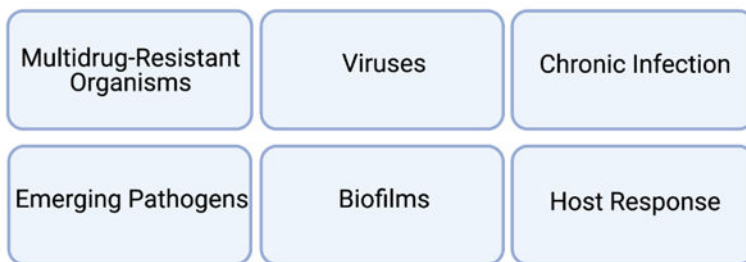 Multidrug-Resistant
Organisms
Viruses
Chronic Infection
Emerging Pathogens
Biofilms
Host Response